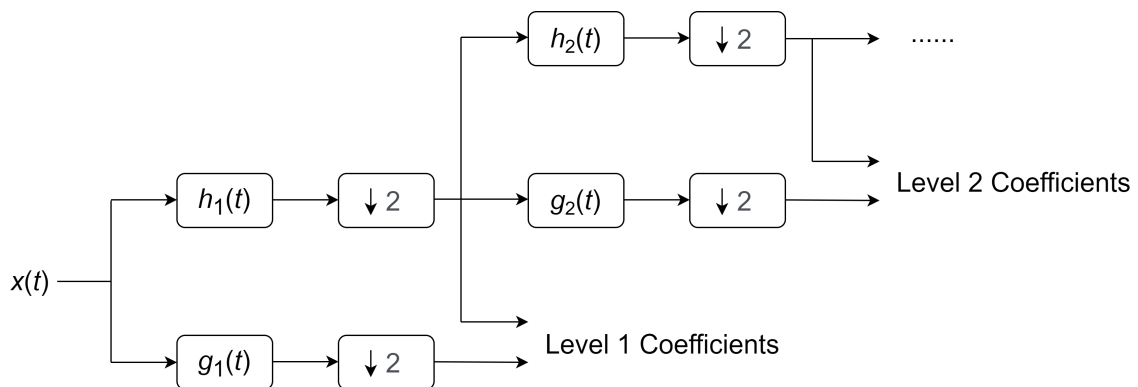 h₂(t)
↓ 2
......
Level 2 Coefficients
h₁(t)
↓ 2
g₂(t)
↓ 2
x(t)
Level 1 Coefficients
g₁(t)
↓ 2